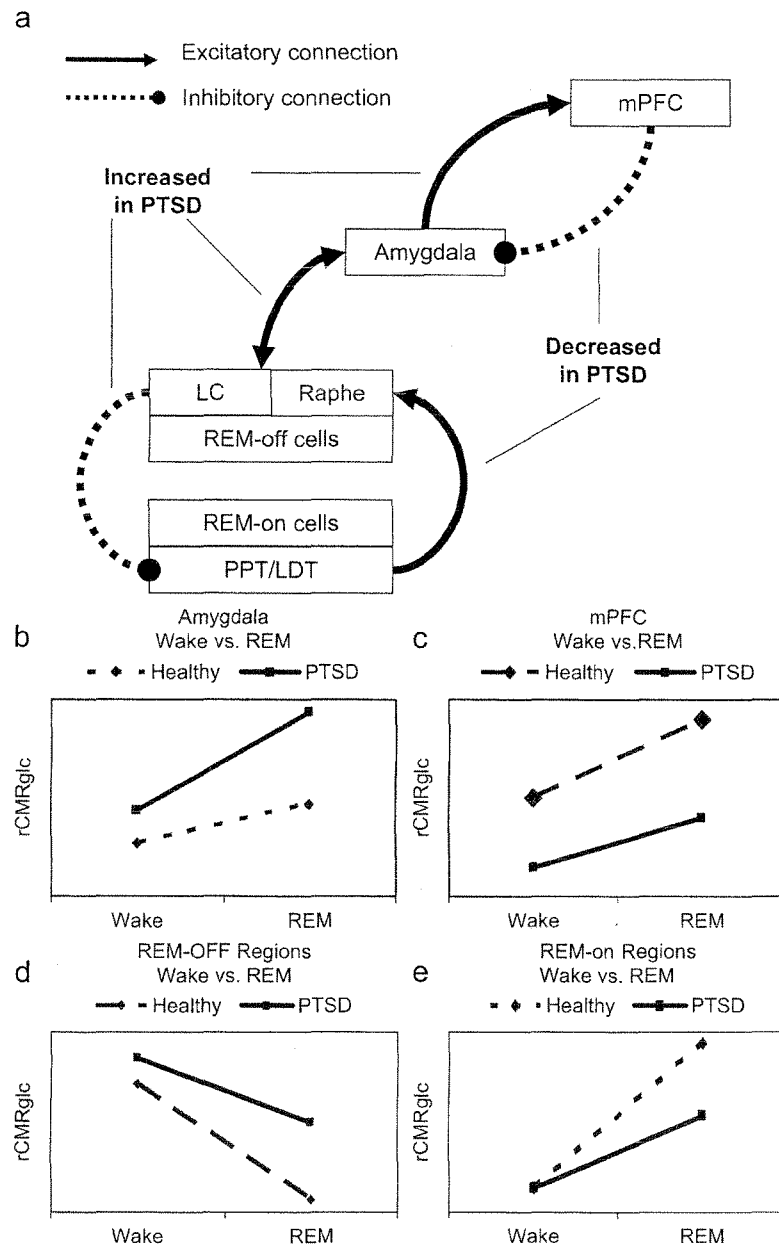 a
Excitatory connection
Inhibitory connection
mPFC
Increased
in PTSD
Amygdala
Decreased
in PTSD
LC
Raphe
REM-off cells
REM-on cells
PPT/LDT
b
Amygdala
Wake vs. REM
Healthy
PTSD
rCMRglc
Wake
REM
c
mPFC
Wake vs.REM
Healthy
PTSD
rCMRglc
Wake
REM
d
REM-OFF Regions
Wake vs. REM
Healthy
PTSD
rCMRglc
Wake
REM
e
REM-on Regions
Wake vs. REM
Healthy
PTSD
rCMRglc
Wake
REM